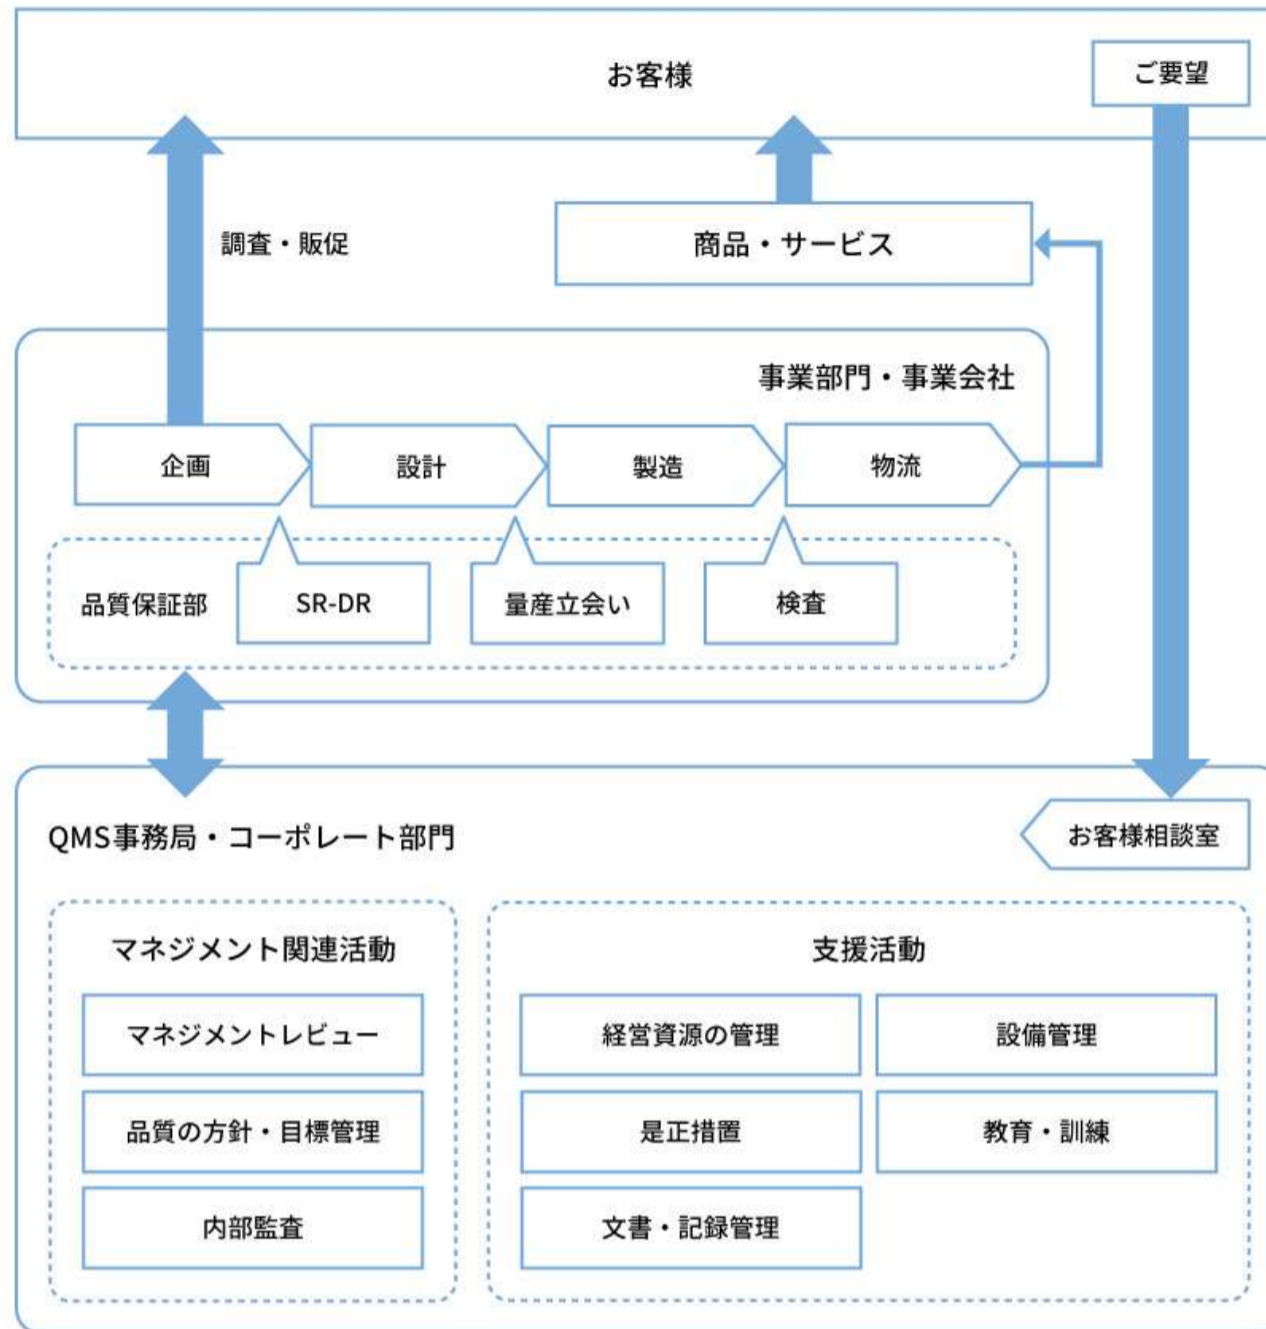 お客様
ご要望
調査・販促
商品・サービス
事業部門・事業会社
企画
設計
製造
物流
品質保証部
SR-DR
量産立会い
検査
QMS事務局・コーポレート部門
お客様相談室
マネジメント関連活動
マネジメントレビュー
品質の方針・目標管理
内部監査
支援活動
経営資源の管理
設備管理
是正措置
教育・訓練
文書・記録管理